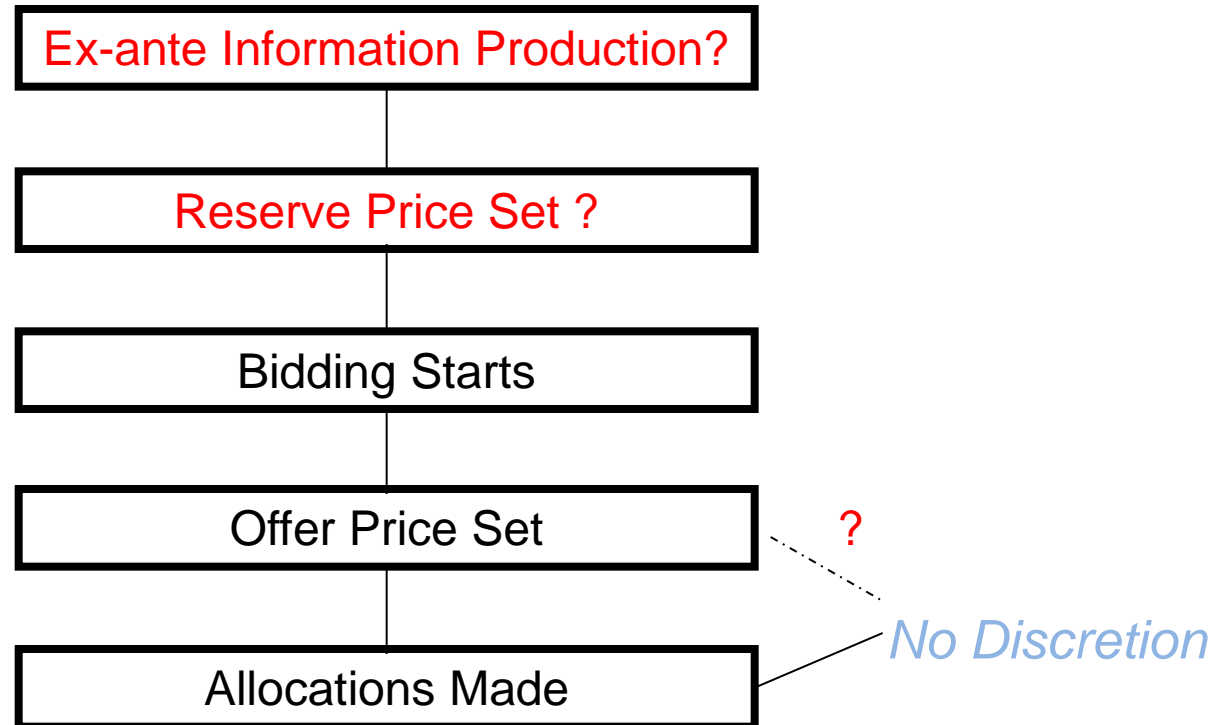 Ex-ante Information Production?
Reserve Price Set ?
Bidding Starts
Offer Price Set
?
No Discretion
Allocations Made